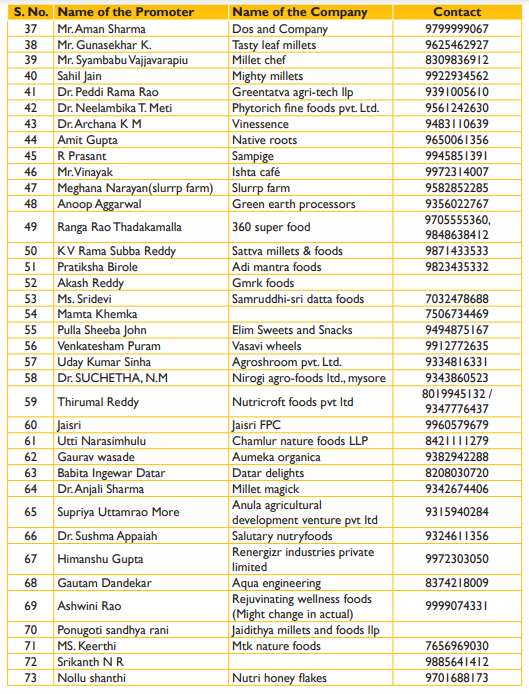 S. No. Name of the Promoter Name of the Company Contact
37 Mr. Aman Sharma Dos and Company 9799999067
38 Mr. Gunasekhar K. Tasty leaf millets 9625462927
39 Mr. Syambabu Vajjavarapiu Millet chef 8309836912
40 Sahil Jain Mighty millets 9922934562
41 Dr. Peddi Rama Rao Greentatva agri-tech llp 9391005610
42 Dr. Neelambika T. Meti Phytorich fine foods pvt. Ltd. 9561242630
43 Dr. Archana K M Vinessence 9483110639
44 Amit Gupta Native roots 9650061356
45 R Prasant Sampige 9945851391
46 Mr. Vinayak Ishta café 9972314007
47 Meghana Narayan(slurrp farm) Slurrp farm 9582852285
48 Anoop Aggarwal Green earth processors 9356022767
49 Ranga Rao Thadakamalla 360 super food 9705555360,
9848638412
50 K V Rama Subba Reddy Sattva millets & foods 9871433533
51 Pratiksha Birole Adi mantra foods 9823435332
52 Akash Reddy Gmrk foods
53 Ms. Sridevi Samruddhi-sri datta foods 7032478688
54 Mamta Khemka 7506734469
55 Pulla Sheeba John Elim Sweets and Snacks 9494875167
56 Venkatesham Puram Vasavi wheels 9912772635
57 Uday Kumar Sinha Agroshroom pvt. Ltd. 9334816331
58 Dr. SUCHETHA, N.M Nirogi agro-foods ltd., mysore 9343860523
59 Thirumal Reddy Nutricroft foods pvt ltd 8019945132 /
9347776437
60 Jaisri Jaisri FPC 9960579679
61 Utti Narasimhulu Chamlur nature foods LLP 8421111279
62 Gaurav wasade Aumeka organica 9382942288
63 Babita Ingewar Datar Datar delights 8208030720
64 Dr. Anjali Sharma Millet magick 9342674406
65 Supriya Uttamrao More Anula agricultural
development venture pvt ltd 9315940284
66 Dr. Sushma Appaiah Salutary nutryfoods 9324611356
67 Himanshu Gupta Renergizr industries private
limited 9972303050
68 Gautam Dandekar Aqua engineering 8374218009
69 Ashwini Rao Rejuvinating wellness foods
(Might change in actual) 9999074331
70 Ponugoti sandhya rani Jaidithya millets and foods llp
71 MS. Keerthi Mtk nature foods 7656969030
72 Srikanth N R 9885641412
73 Nollu shanthi Nutri honey flakes 9701688173